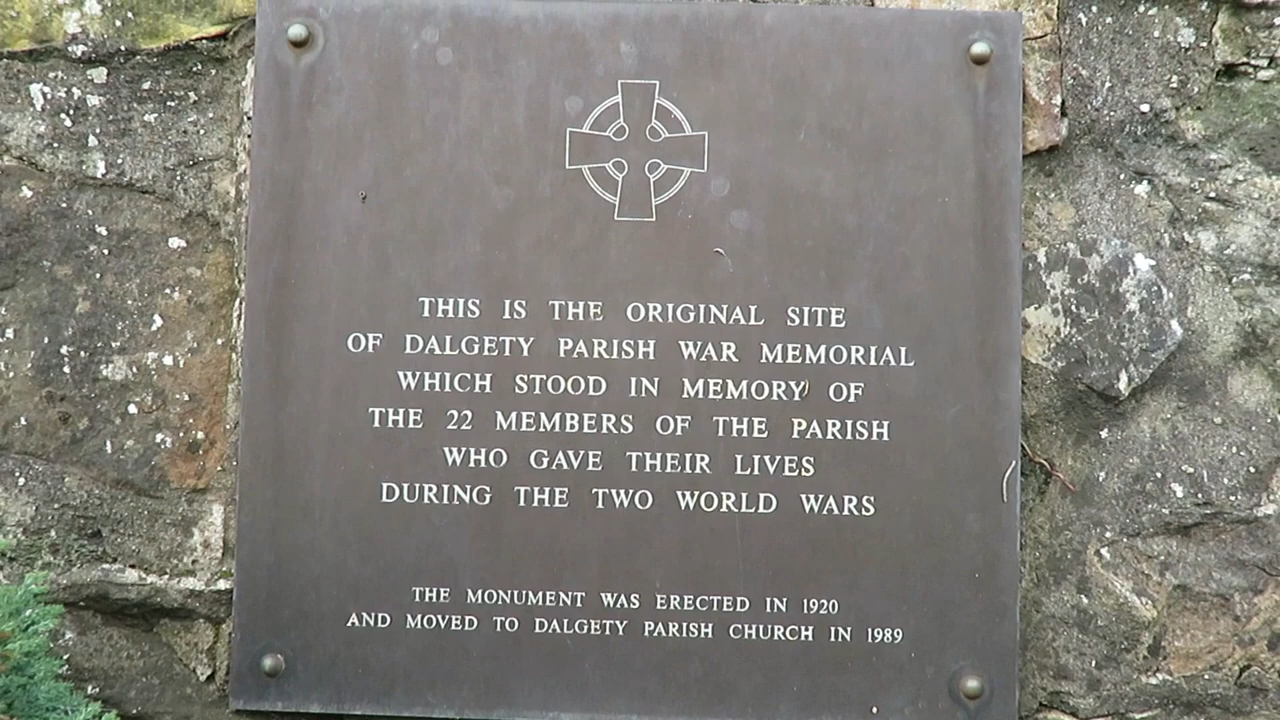 THIS IS THE ORIGINAL SITE
OF DALGETY PARISH WAR MEMORIAL
WHICH STOOD IN MEMORY OF
THE 22 MEMBERS OF THE PARISH
WHO GAVE THEIR LIVES
DURING THE TWO WORLD WARS
THE MONUMENT WAS ERECTED IN 1920
AND MOVED TO DALGETY PARISH CHURCH IN 1989